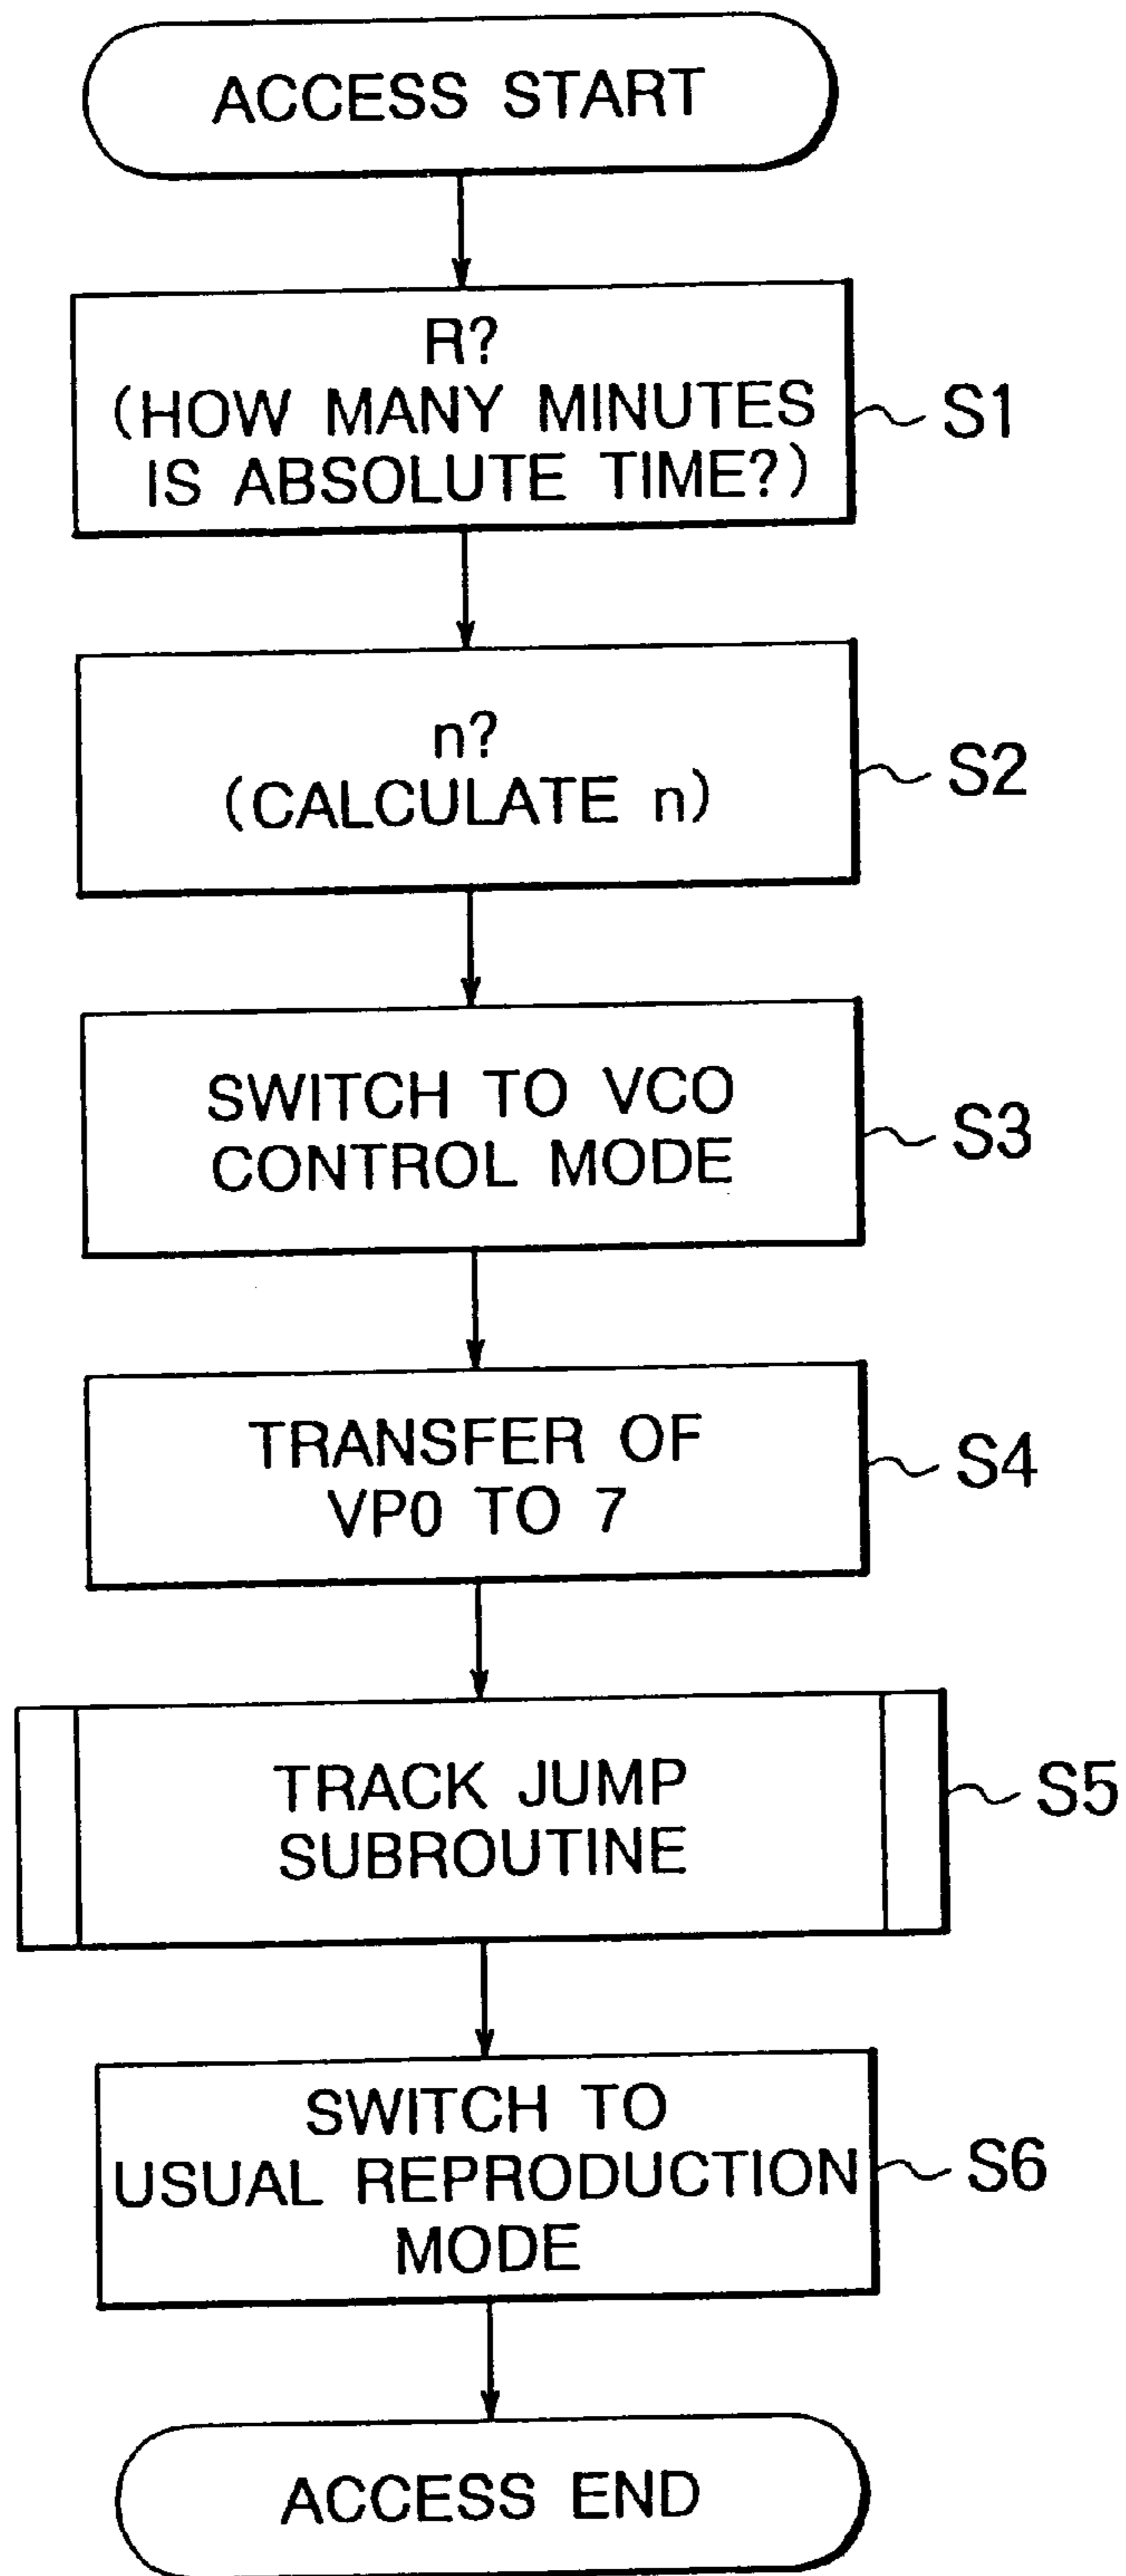 ACCESS START
R?
(HOW MANY MINUTES
IS ABSOLUTE TIME?)
S1
n?
(CALCULATE n)
S2
SWITCH TO VCO
CONTROL MODE
S3
TRANSFER OF
VP0 TO 7
S4
TRACK JUMP
SUBROUTINE
S5
SWITCH TO
USUAL REPRODUCTION
MODE
S6
ACCESS END